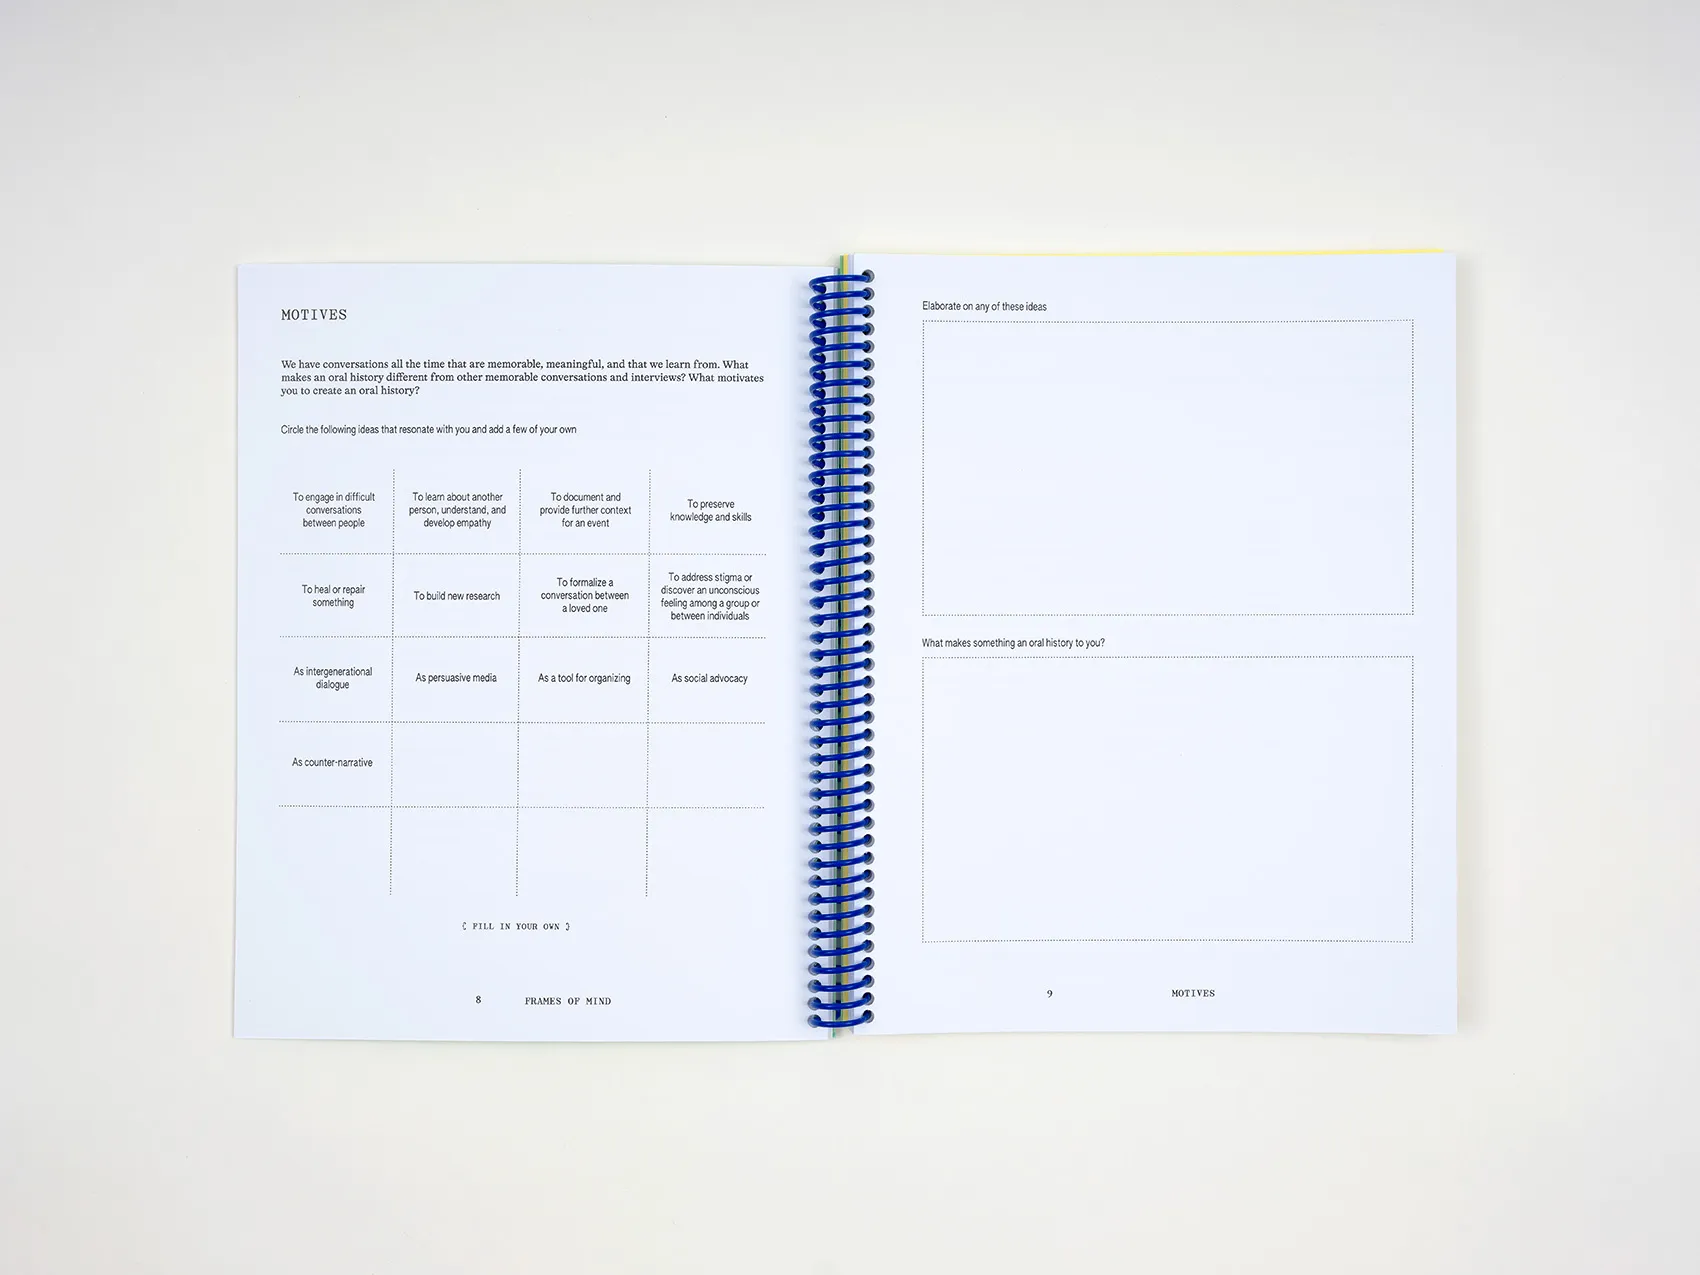 MOTIVES
We have conversations all the time that are memorable, meaningful, and that we learn from. What
makes an oral history different from other memorable conversations and interviews? What motivates
you to create an oral history?
Circle the following ideas that resonate with you and add a few of your own
To engage in difficult
conversations
between people
To learn about another
person, understand, and
develop empathy
To document and
provide further context
for an event
To preserve
knowledge and skills
To heal or repair
something
To build new research
To formalize a
conversation between
a loved one
To address stigma or
discover an unconscious
feeling among a group or
between individuals
As intergenerational
dialogue
As persuasive media
As a tool for organizing
As social advocacy
As counter-narrative
{ FILL IN YOUR OWN }
8 FRAMES OF MIND
Elaborate on any of these ideas
What makes something an oral history to you?
9 MOTIVES